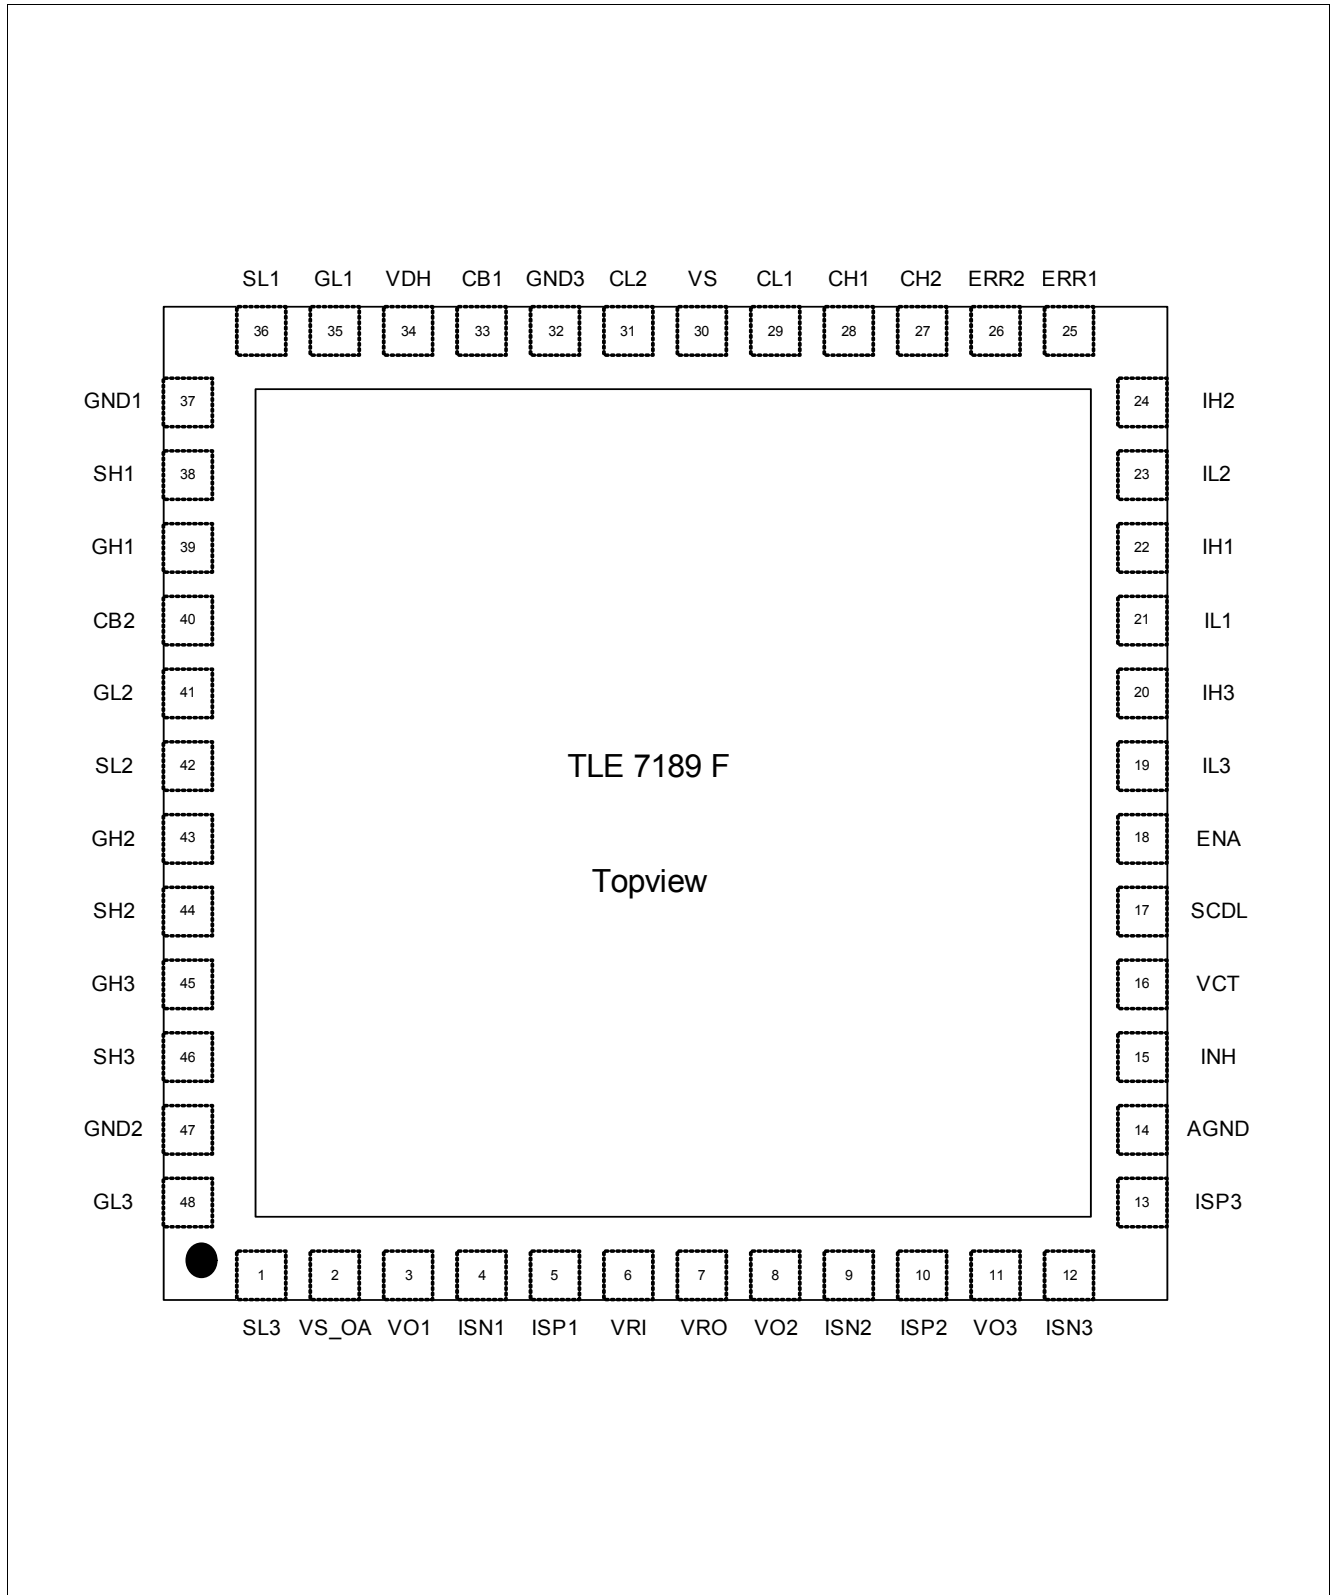 SL1 GL1 VDH CB1 GND3 CL2 VS CL1 CH1 CH2 ERR2 ERR1
36 35 34 33 32 31 30 29 28 27 26 25
GND1 37 24 IH2
SH1 38 23 IL2
GH1 39 22 IH1
CB2 40 21 IL1
GL2 41 20 IH3
SL2 42 TLE 7189 F 19 IL3
GH2 43 18 ENA
Topview
SH2 44 17 SCDL
GH3 45 16 VCT
SH3 46 15 INH
GND2 47 14 AGND
GL3 48 13 ISP3
1 2 3 4 5 6 7 8 9 10 11 12
SL3 VS_OA VO1 ISN1 ISP1 VRI VRO VO2 ISN2 ISP2 VO3 ISN3